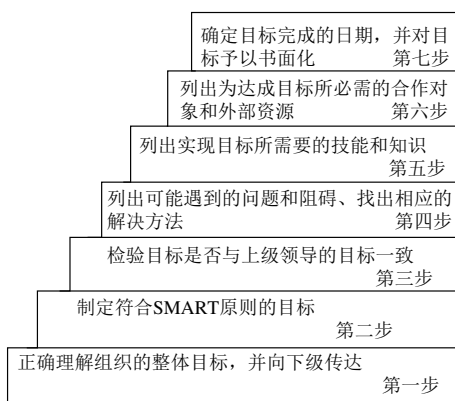 确定目标完成的日期，并对目
标予以书面化 第七步
列出为达成目标所必需的合作对
象和外部资源 第六步
列出实现目标所需要的技能和知识
第五步
列出可能遇到的问题和阻碍、找出相应的
解决方法 第四步
检验目标是否与上级领导的目标一致
第三步
制定符合SMART原则的目标
第二步
正确理解组织的整体目标，并向下级传达
第一步